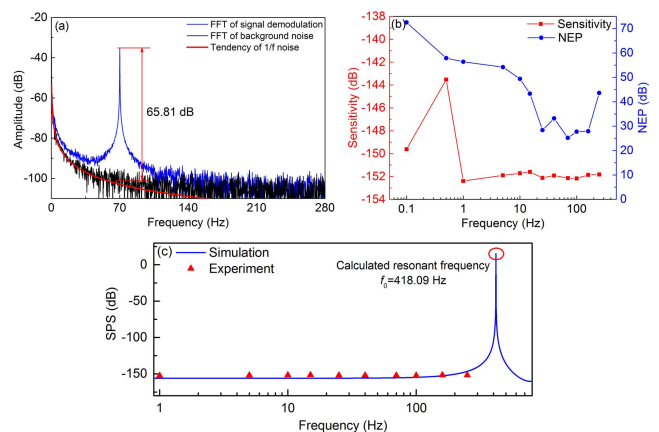 (a)
FFT of signal demodulation
FFT of background noise
Tendency of 1/f noise
65.81 dB
Amplitude (dB)
-40
-60
-80
-100
0
70
140
210
280
Frequency (Hz)
(b)
Sensitivity
NEP
Sensitivity (dB)
-138
-140
-142
-144
-146
-148
-150
-152
-154
0.1
1
10
100
Frequency (Hz)
70
60
50
40
30
20
10
0
NEP (dB)
(c)
Simulation
Experiment
Calculated resonant frequency
f0=418.09 Hz
SPS (dB)
0
-50
-100
-150
1
10
100
Frequency (Hz)